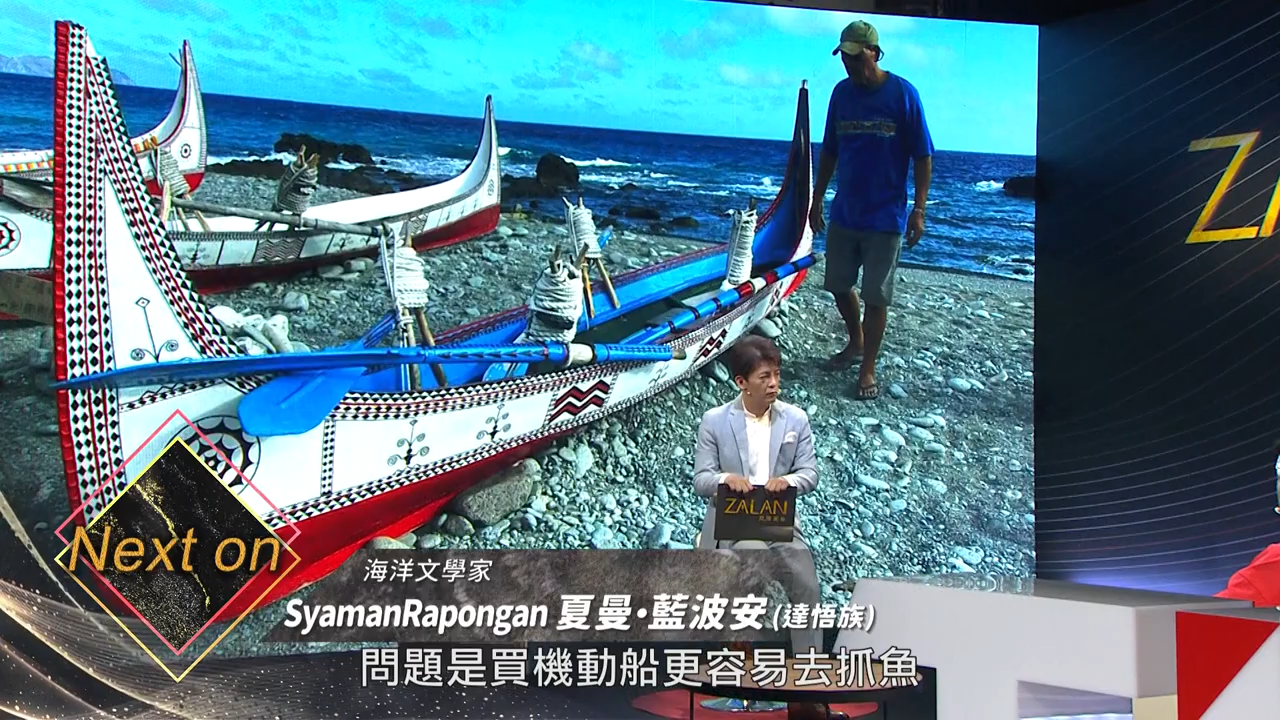 ZA
ZALAN
Next on
海洋文學家
SyamanRapongan 夏曼•藍波安(達悟族)
問題是買機動船更容易去抓魚